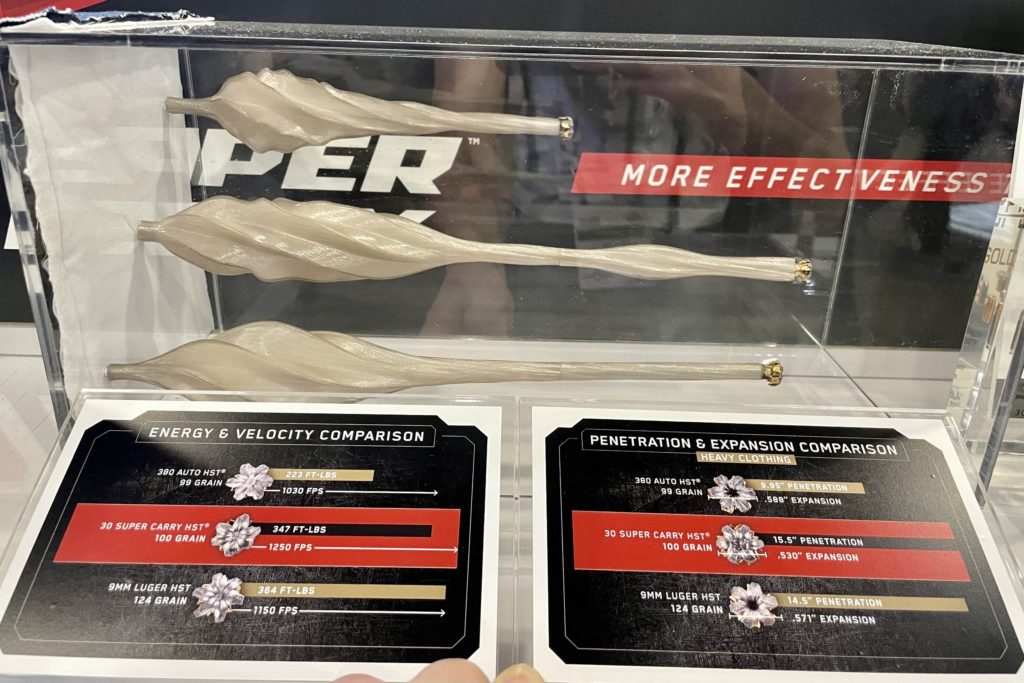 PER™
MORE EFFECTIVENESS
GOLD
ENERGY & VELOCITY COMPARISON
380 AUTO HST®
99 GRAIN
223 FT-LBS
1030 FPS
30 SUPER CARRY HST®
100 GRAIN
347 FT-LBS
1250 FPS
9MM LUGER HST
124 GRAIN
364 FT-LBS
1150 FPS
PENETRATION & EXPANSION COMPARISON
HEAVY CLOTHING
380 AUTO HST®
99 GRAIN
9.95" PENETRATION
.588" EXPANSION
30 SUPER CARRY HST®
100 GRAIN
15.5" PENETRATION
.530" EXPANSION
9MM LUGER HST
124 GRAIN
14.5" PENETRATION
.571" EXPANSION